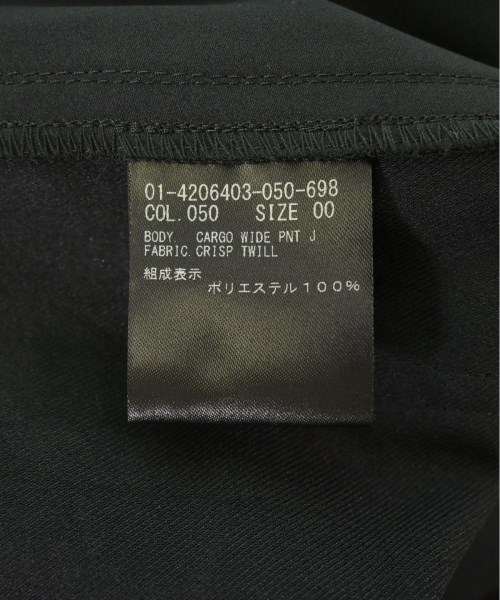 01-4206403-050-698
COL.050 SIZE 00
BODY. CARGO WIDE PNT J
FABRIC.CRISP TWILL
組成表示
ポリエステル100%